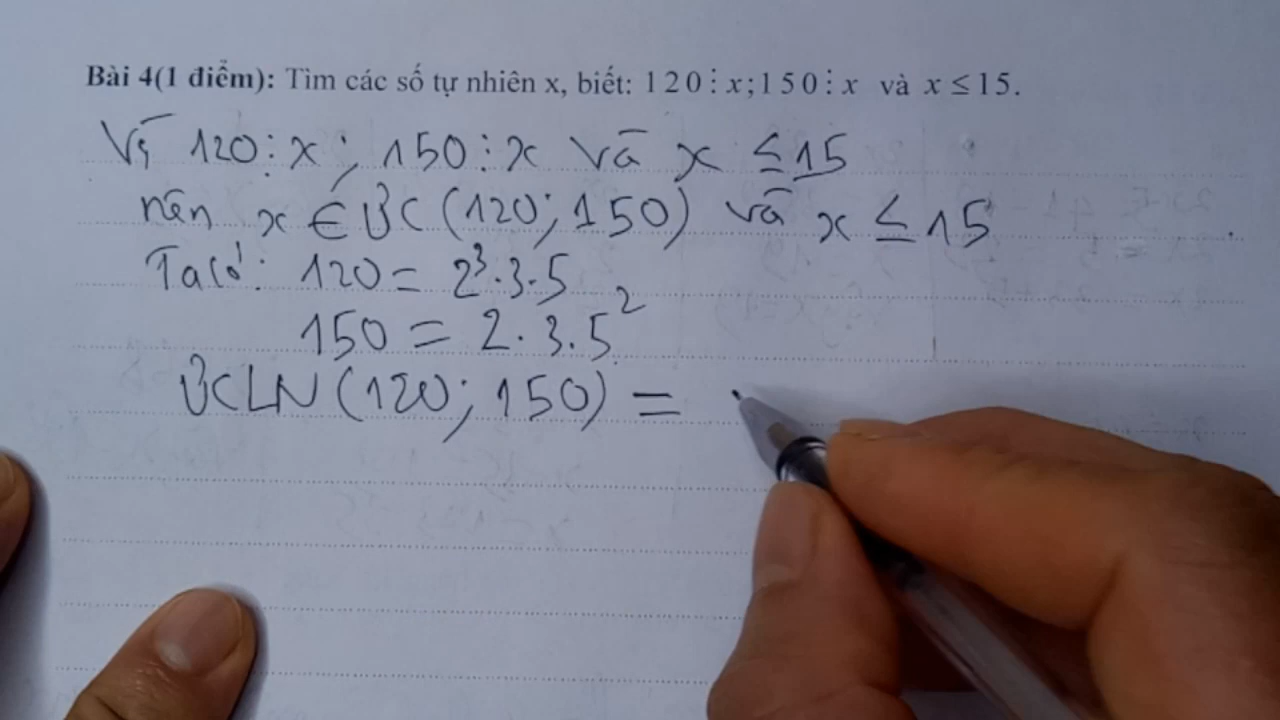 Bài 4(1 điểm): Tìm các số tự nhiên x, biết: 120⋮x;150⋮x và x ≤ 15.
Vì 120⋮x; 150⋮x và x ≤ 15
nên x ∈ ƯC(120; 150) và x ≤ 15
Ta có: 120 = 2³.3.5
150 = 2.3.5²
ƯCLN(120; 150) =